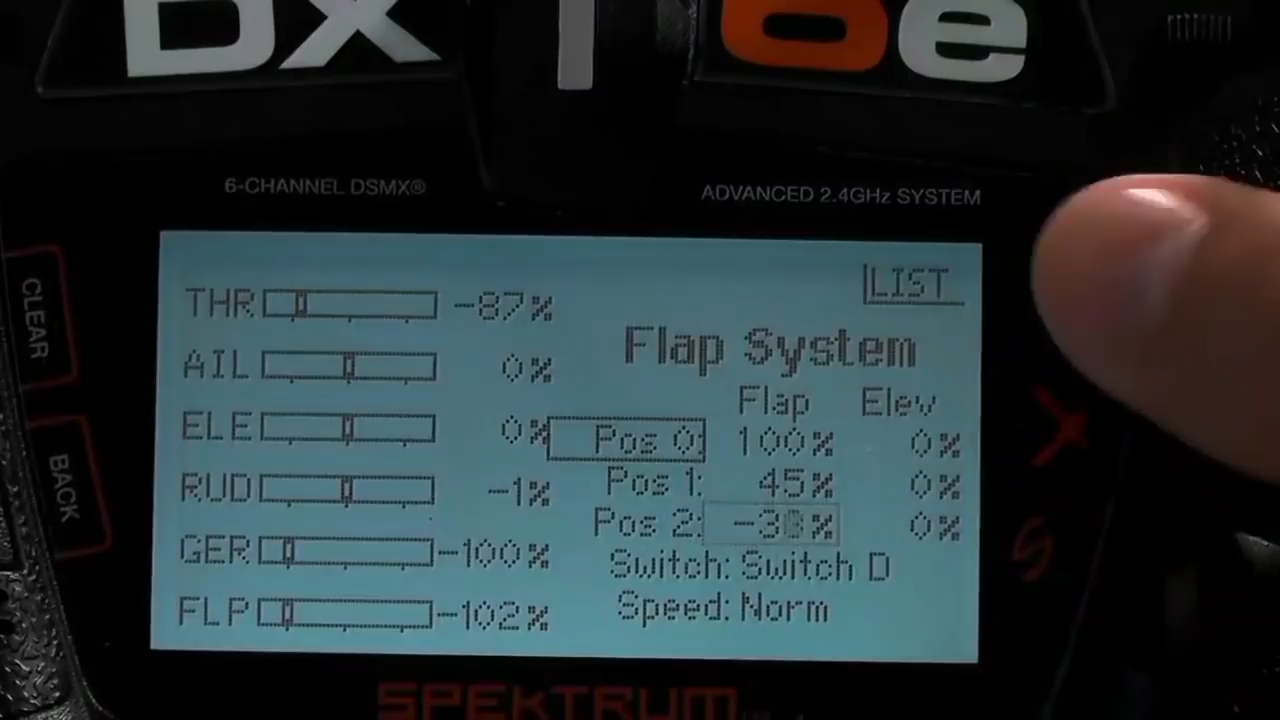 DX 6e
6-CHANNEL DSMX®
ADVANCED 2.4GHz SYSTEM
CLEAR
BACK
LIST
THR -87%
AIL 0%
ELE 0%
RUD -1%
GER -100%
FLP -102%
Flap System
Flap Elev
Pos 0: 100% 0%
Pos 1: 45% 0%
Pos 2: 0%
Switch: Switch D
Speed: Norm
SPEKTRUM